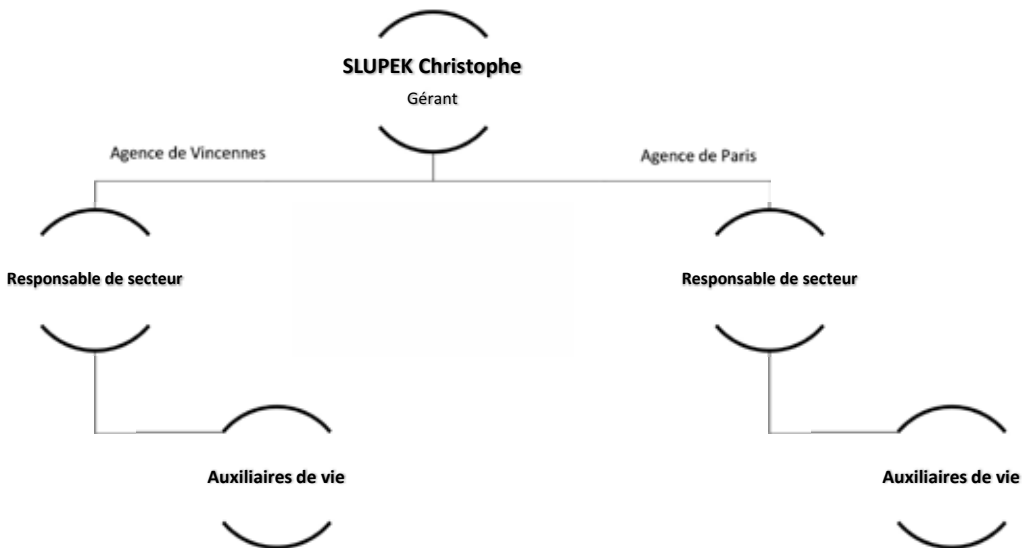 SLUPEK Christophe
Gérant
Agence de Vincennes
Agence de Paris
Responsable de secteur
Responsable de secteur
Auxiliaires de vie
Auxiliaires de vie